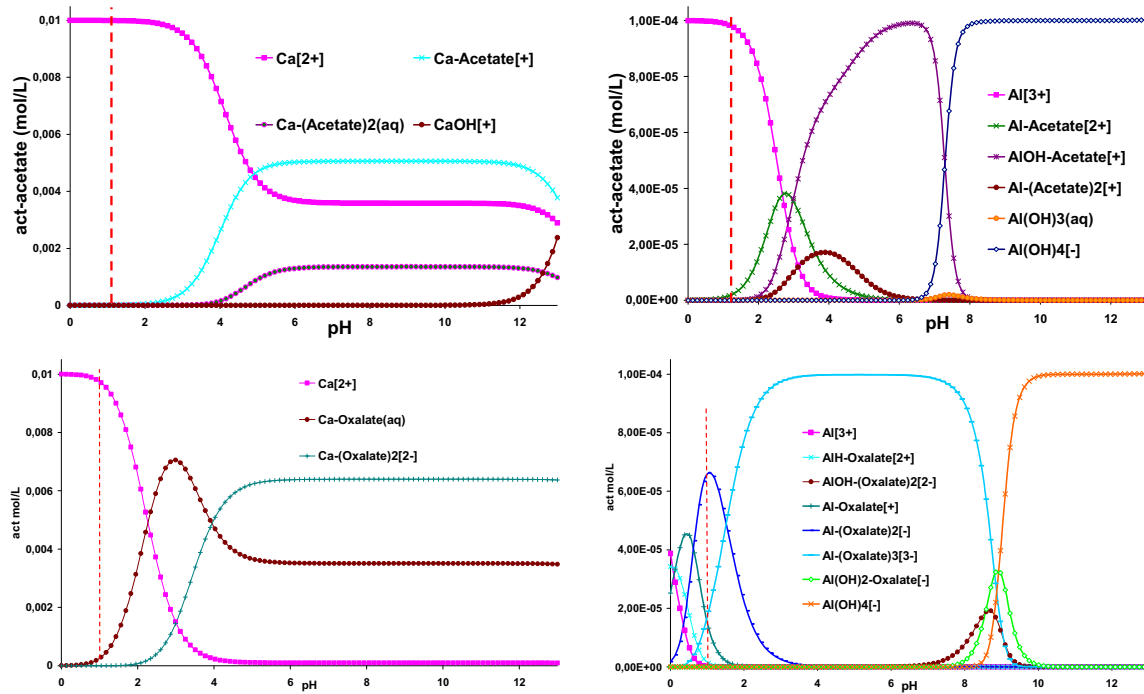 act-acetate (mol/L)
0,01
0,008
0,006
0,004
0,002
0
Ca[2+]
Ca-Acetate[+]
Ca-(Acetate)2(aq)
CaOH[+]
0 2 4 6 8 10 12
pH
act-acetate (mol/L)
1,00E-04
8,00E-05
6,00E-05
4,00E-05
2,00E-05
0,00E+00
Al[3+]
Al-Acetate[2+]
AlOH-Acetate[+]
Al-(Acetate)2[+]
Al(OH)3(aq)
Al(OH)4[-]
0 2 4 6 8 10 12
pH
act mol/L
0,01
0,008
0,006
0,004
0,002
0
Ca[2+]
Ca-Oxalate(aq)
Ca-(Oxalate)2[2-]
0 2 4 6 8 10 12
pH
act mol/L
1,00E-04
8,00E-05
6,00E-05
4,00E-05
2,00E-05
0,00E+00
Al[3+]
AlH-Oxalate[2+]
AlOH-(Oxalate)2[2-]
Al-Oxalate[+]
Al-(Oxalate)2[-]
Al-(Oxalate)3[3-]
Al(OH)2-Oxalate[-]
Al(OH)4[-]
0 2 4 6 8 10 12
pH